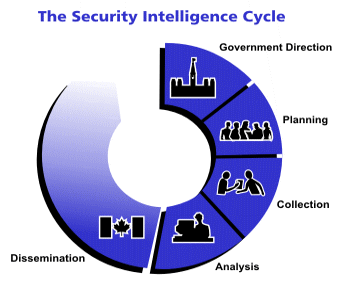 The Security Intelligence Cycle
Government Direction
Planning
Collection
Analysis
Dissemination